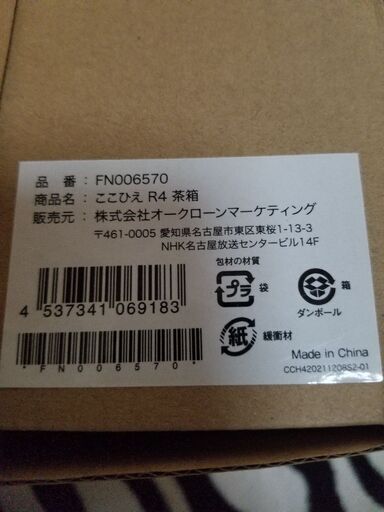 品 番 : FN006570
商品名 : ここひえ R4 茶箱
販売元 : 株式会社オークローンマーケティング
〒461-0005 愛知県名古屋市東区東桜1-13-3
NHK名古屋放送センタービル14F
包材の材質
プラ 袋
箱
ダンボール
紙 緩衝材
4 537341 069183
*FN006570*
Made in China
CCH420211208S2-01